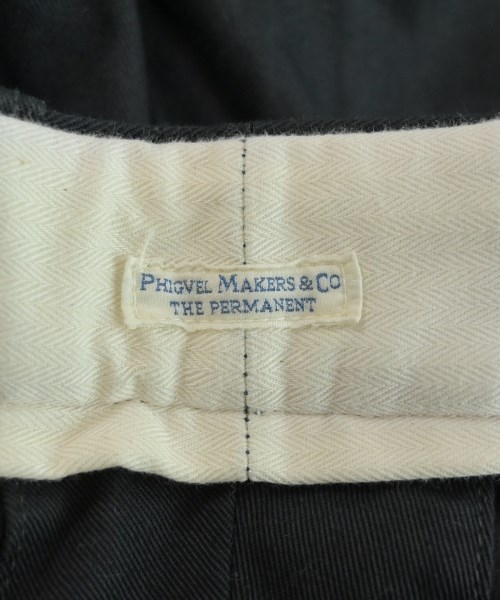 PHIGVEL MAKERS & CO
THE PERMANENT